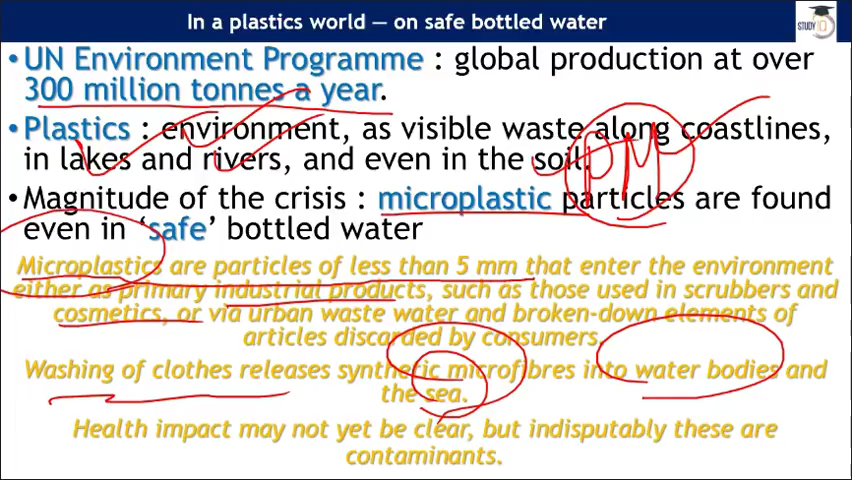 In a plastics world — on safe bottled water
STUDY IQ
•UN Environment Programme : global production at over
300 million tonnes a year.
•Plastics : environment, as visible waste along coastlines,
in lakes and rivers, and even in the soil.
PM
•Magnitude of the crisis : microplastic particles are found
even in ‘safe’ bottled water
Microplastics are particles of less than 5 mm that enter the environment
either as primary industrial products, such as those used in scrubbers and
cosmetics, or via urban waste water and broken-down elements of
articles discarded by consumers.
Washing of clothes releases synthetic microfibres into water bodies and
the sea.
Health impact may not yet be clear, but indisputably these are
contaminants.